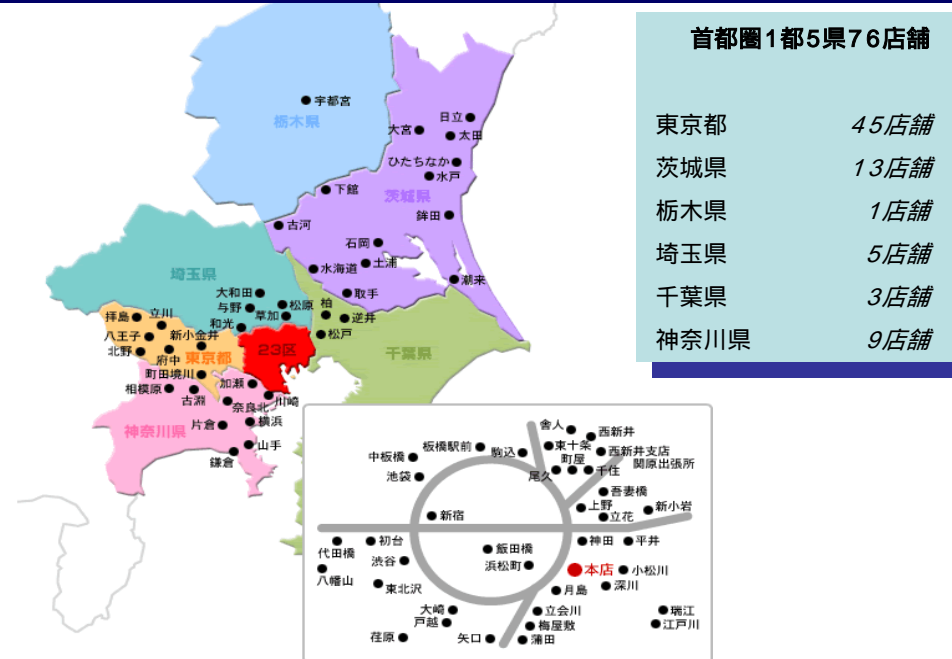 首都圏1都5県76店舗
東京都 45店舗
茨城県 13店舗
栃木県 1店舗
埼玉県 5店舗
千葉県 3店舗
神奈川県 9店舗
宇都宮
栃木県
日立
大宮
太田
ひたちなか
水戸
下館
茨城県
鉾田
古河
石岡
土浦
水海道
潮来
取手
埼玉県
大和田
与野
松原
草加
和光
柏
逆井
松戸
千葉県
拝島
立川
八王子
新小金井
北野
府中
東京都
23区
町田境川
相模原
古淵
加瀬
奈良北
川崎
神奈川県
片倉
横浜
山手
鎌倉
舎人
西新井
板橋駅前
駒込
東十条
町屋
西新井支店
関原出張所
中板橋
池袋
尾久
千住
吾妻橋
上野
立花
新小岩
新宿
代田橋
初台
飯田橋
神田
平井
渋谷
浜松町
本店
小松川
八幡山
東北沢
月島
深川
大崎
戸越
立会川
梅屋敷
瑞江
江戸川
荏原
矢口
蒲田